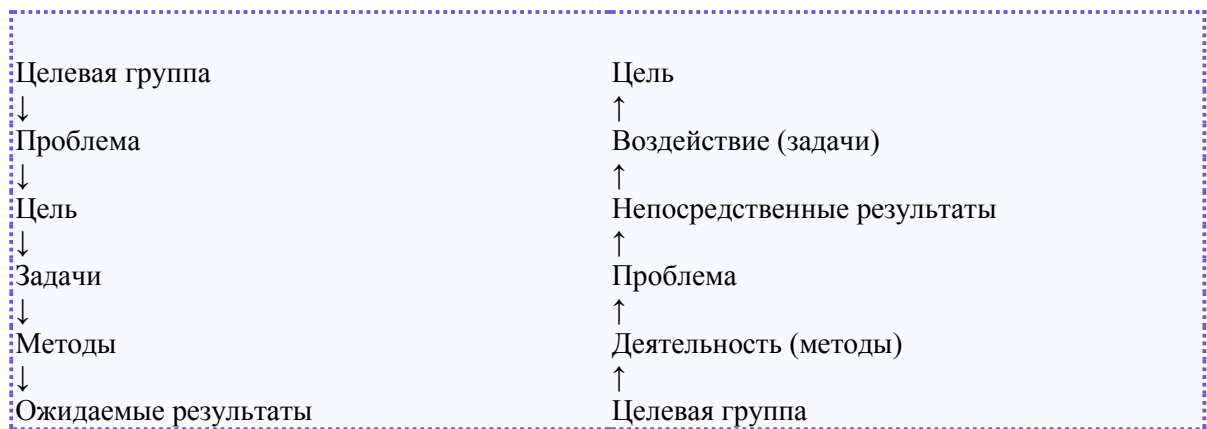 Целевая группа Цель
↓ ↑
Проблема Воздействие (задачи)
↓ ↑
Цель Непосредственные результаты
↓ ↑
Задачи Проблема
↓ ↑
Методы Деятельность (методы)
↓ ↑
Ожидаемые результаты Целевая группа